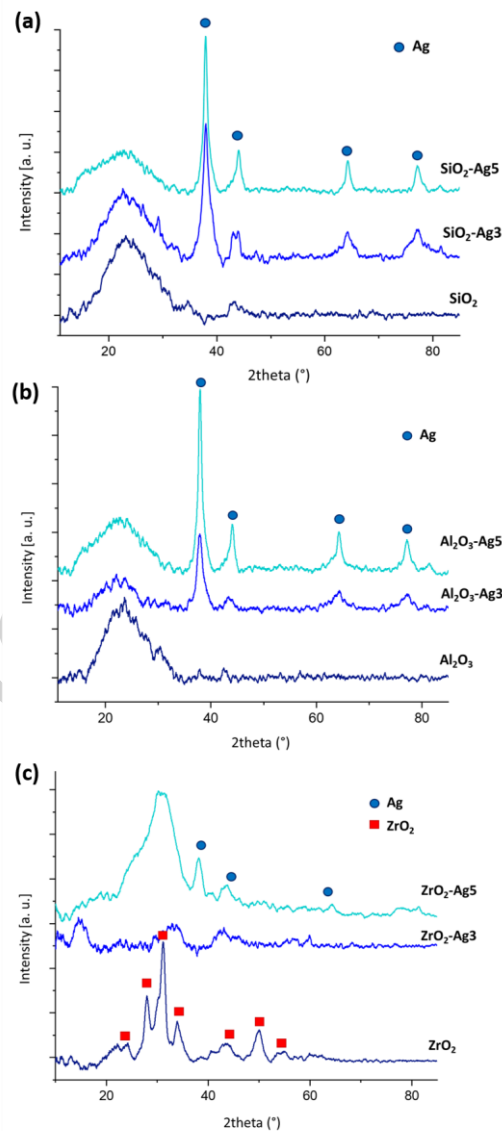 (a)
Ag
Intensity [a. u.]
SiO₂-Ag5
SiO₂-Ag3
SiO₂
20 40 60 80
2theta (°)
(b)
Ag
Intensity [a. u.]
Al₂O₃-Ag5
Al₂O₃-Ag3
Al₂O₃
20 40 60 80
2theta (°)
(c)
Ag
ZrO₂
Intensity [a. u.]
ZrO₂-Ag5
ZrO₂-Ag3
ZrO₂
20 40 60 80
2theta (°)